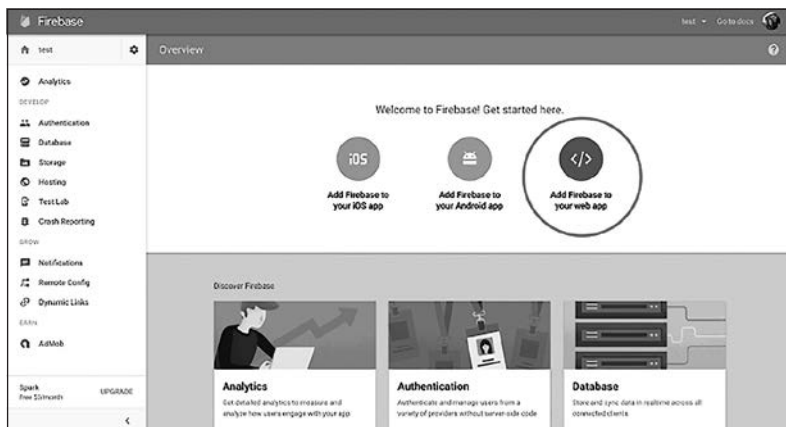 Firebase
test
Go to docs
test
Overview
Analytics
DEVELOP
Authentication
Database
Storage
Hosting
Test Lab
Crash Reporting
GROW
Notifications
Remote Config
Dynamic Links
EARN
AdMob
Spark
Free $0/month
UPGRADE
Welcome to Firebase! Get started here.
iOS
Add Firebase to
your iOS app
Add Firebase to
your Android app
</>
Add Firebase to
your web app
Discover Firebase
Analytics
Get detailed analytics to measure and
analyze how users engage with your app
Authentication
Authenticate and manage users from a
variety of providers without server-side code
Database
Store and sync data in realtime across all
connected clients